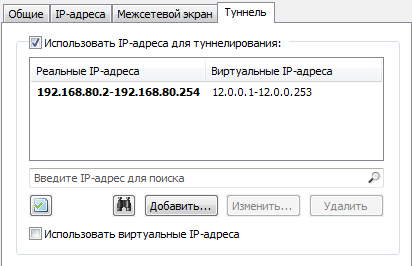 Общие IP-адреса Межсетевой экран Туннель
Использовать IP-адреса для туннелирования:
Реальные IP-адреса Виртуальные IP-адреса
192.168.80.2-192.168.80.254 12.0.0.1-12.0.0.253
Введите IP-адрес для поиска
Добавить... Изменить... Удалить
Использовать виртуальные IP-адреса